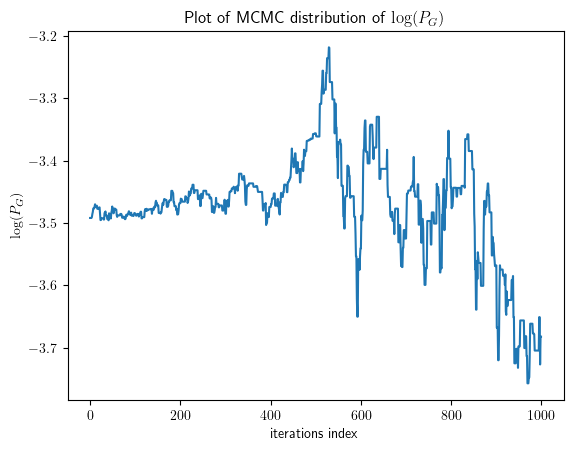 Plot of MCMC distribution of log(P_G)
log(P_G)
−3.2
−3.3
−3.4
−3.5
−3.6
−3.7
0 200 400 600 800 1000
iterations index